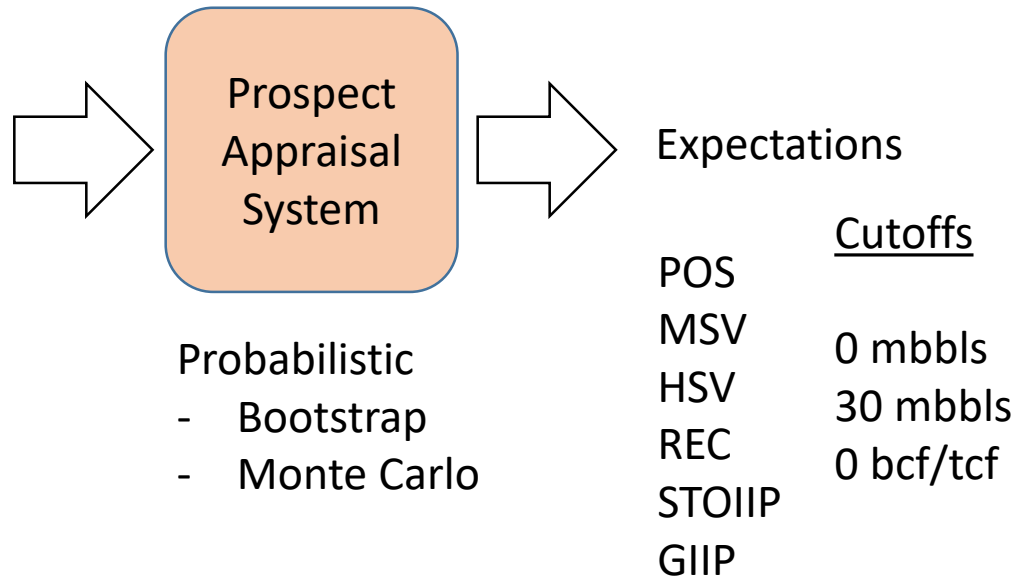 Prospect
Appraisal
System
Probabilistic
- Bootstrap
- Monte Carlo
Expectations
POS
MSV
HSV
REC
STOIIP
GIIP
Cutoffs
0 mbbls
30 mbbls
0 bcf/tcf